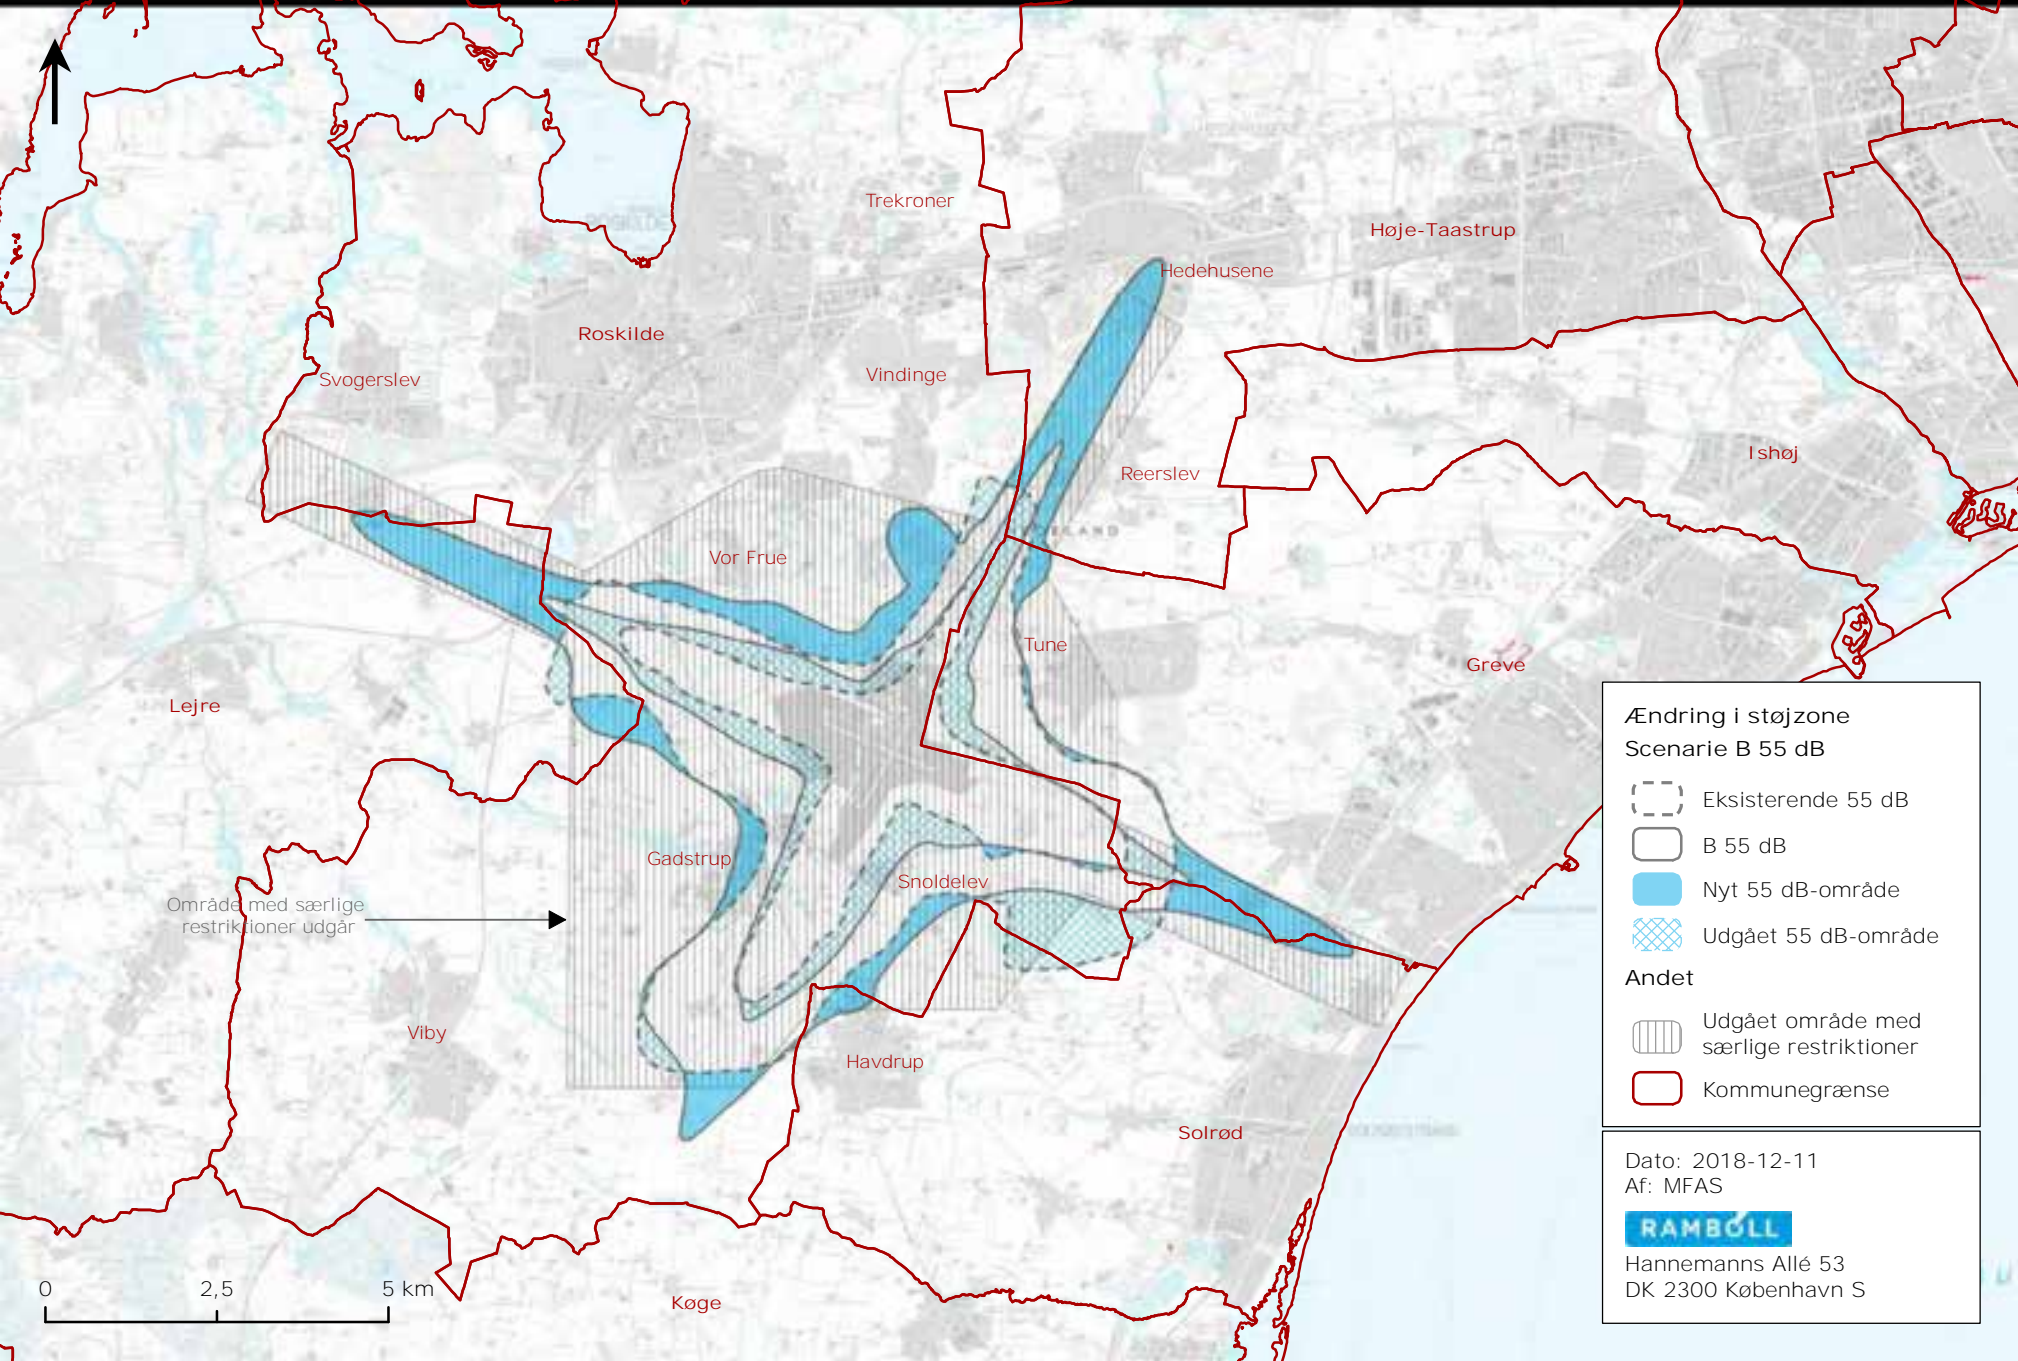 Trekroner
Høje-Taastrup
Hedehusene
Roskilde
Svogerslev
Vindinge
Ishøj
Reerslev
Vor Frue
Tune
Greve
Lejre
Gadstrup
Snoldelev
Område med særlige
restriktioner udgår
Viby
Havdrup
Solrød
Køge
0 2,5 5 km
Ændring i støjzone
Scenarie B 55 dB
Eksisterende 55 dB
B 55 dB
Nyt 55 dB-område
Udgået 55 dB-område
Andet
Udgået område med
særlige restriktioner
Kommunegrænse
Dato: 2018-12-11
Af: MFAS
RAMBOLL
Hannemanns Allé 53
DK 2300 København S